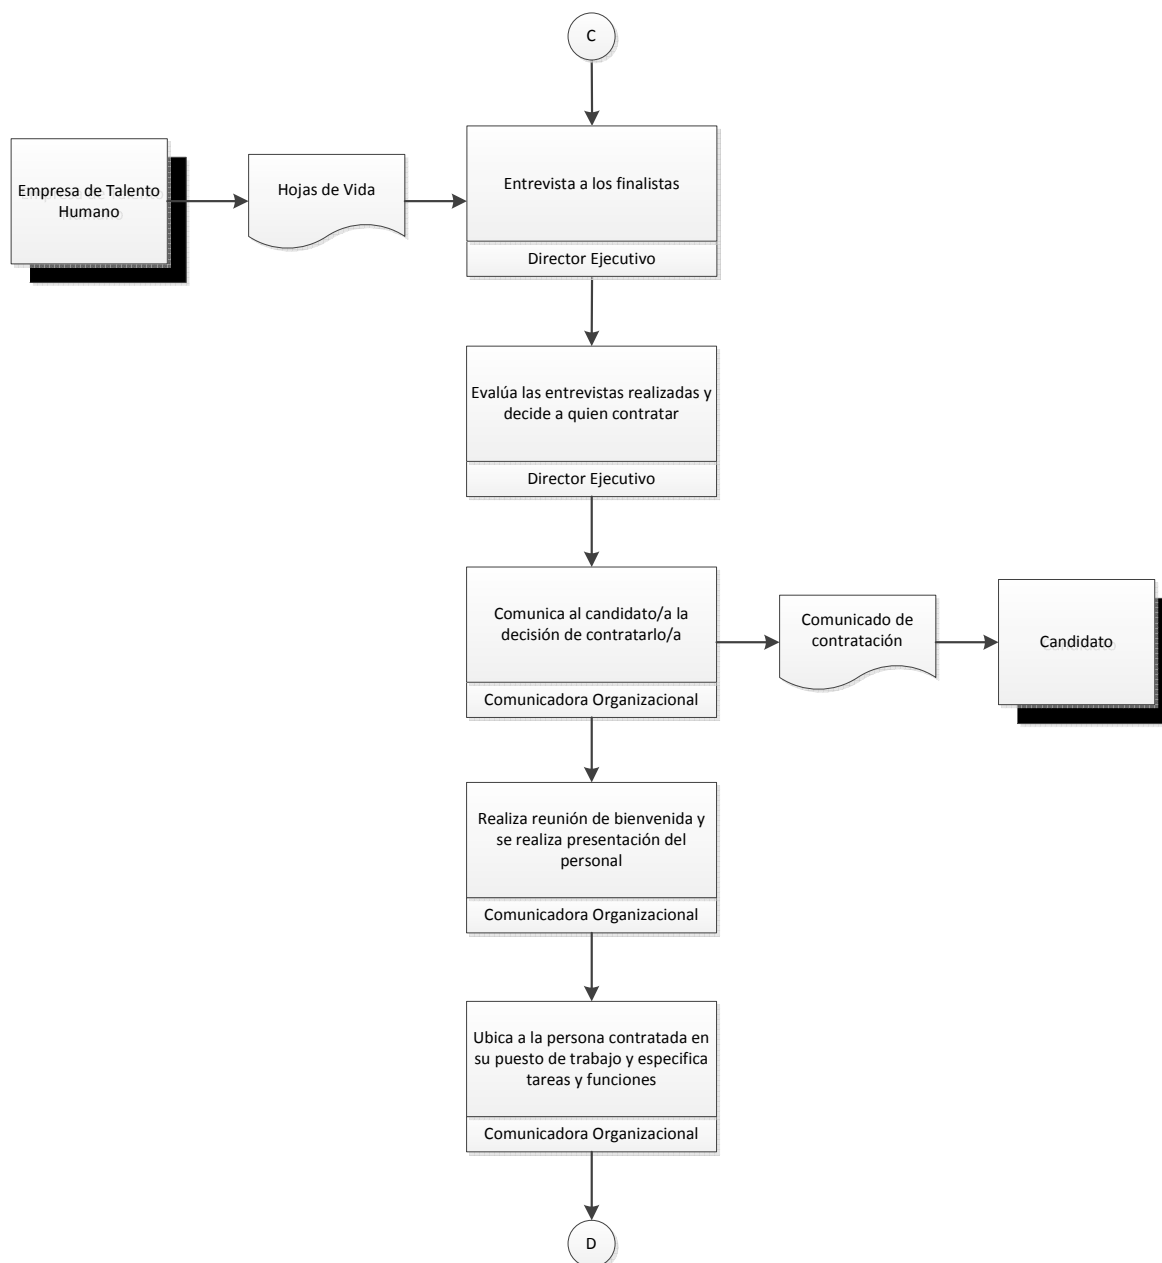 C
Empresa de Talento
Humano
Hojas de Vida
Entrevista a los finalistas
Director Ejecutivo
Evalúa las entrevistas realizadas y
decide a quien contratar
Director Ejecutivo
Comunica al candidato/a la
decisión de contratarlo/a
Comunicadora Organizacional
Comunicado de
contratación
Candidato
Realiza reunión de bienvenida y
se realiza presentación del
personal
Comunicadora Organizacional
Ubica a la persona contratada en
su puesto de trabajo y especifica
tareas y funciones
Comunicadora Organizacional
D